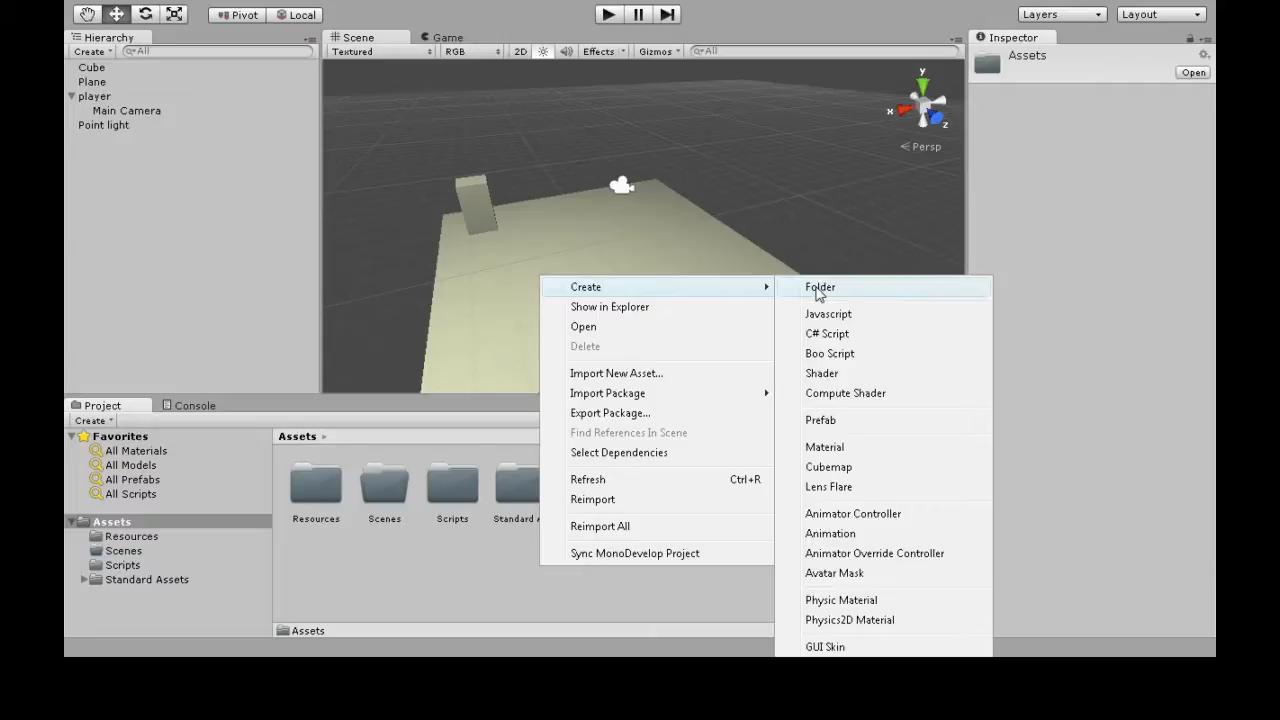 Pivot
Local
Layers
Layout
Hierarchy
Create
All
Cube
Plane
player
Main Camera
Point light
Scene
Game
Textured
RGB
2D
Effects
Gizmos
All
y
x
z
Persp
Inspector
Assets
Open
Create
Show in Explorer
Open
Delete
Import New Asset...
Import Package
Export Package...
Find References In Scene
Select Dependencies
Refresh Ctrl+R
Reimport
Reimport All
Sync MonoDevelop Project
Folder
Javascript
C# Script
Boo Script
Shader
Compute Shader
Prefab
Material
Cubemap
Lens Flare
Animator Controller
Animation
Animator Override Controller
Avatar Mask
Physic Material
Physics2D Material
GUI Skin
Project
Console
Create
Favorites
All Materials
All Models
All Prefabs
All Scripts
Assets
Resources
Scenes
Scripts
Standard Assets
Assets
Resources
Scenes
Scripts
Standard A
Assets